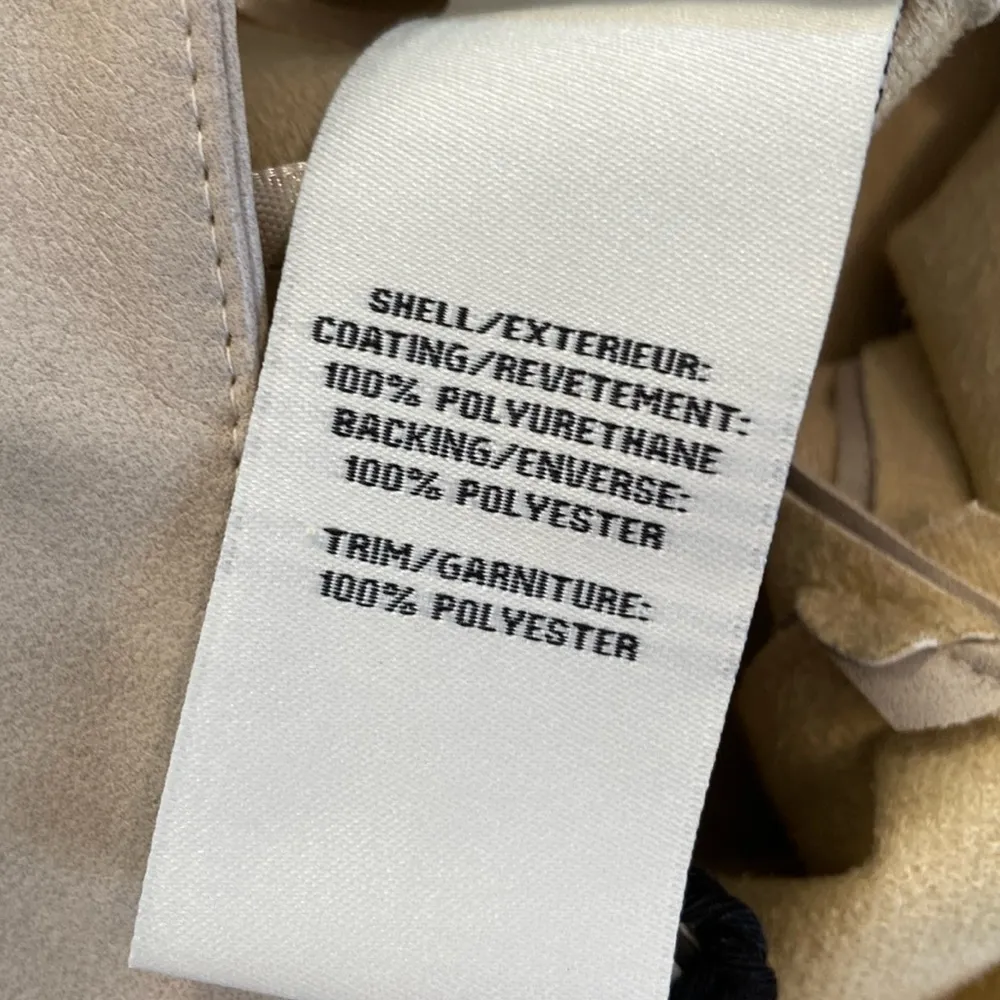 SHELL/EXTERIEUR:
COATING/REVETEMENT:
100% POLYURETHANE
BACKING/ENVERSE:
100% POLYESTER
TRIM/GARNITURE:
100% POLYESTER